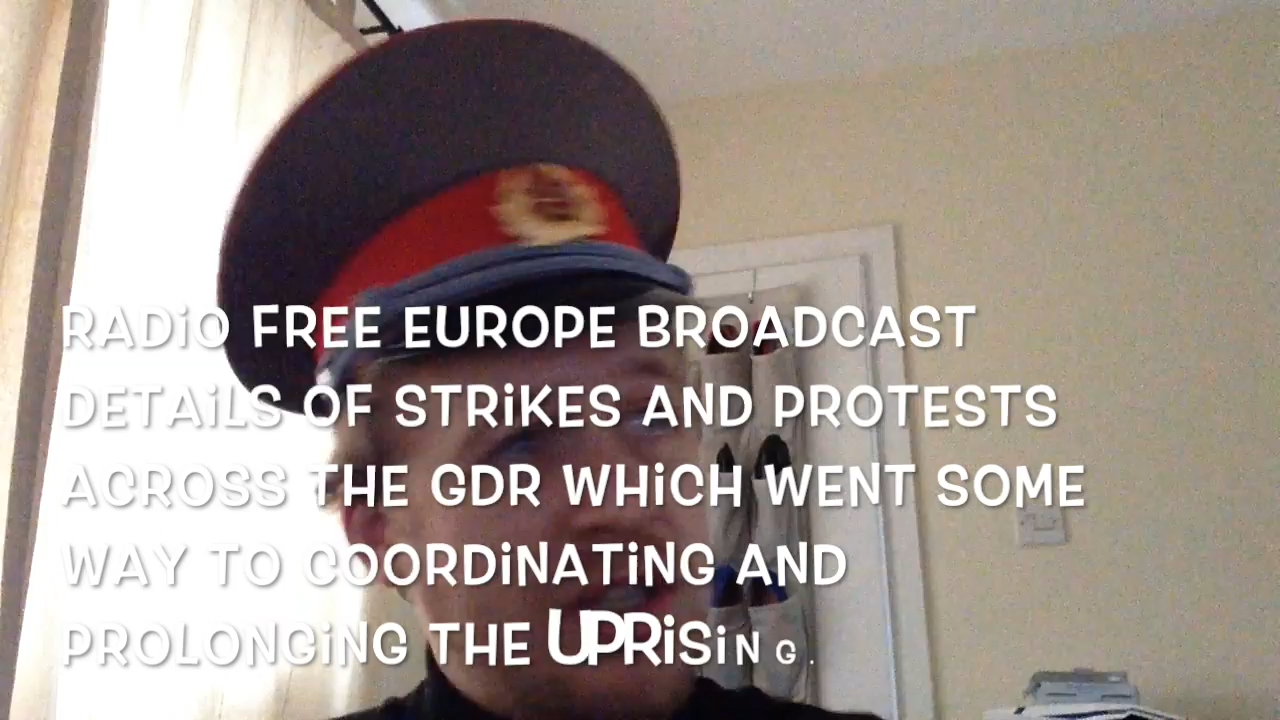 RADiO FREE EUROPE BROADCAST
DETAiLS OF STRiKES AND PROTESTS
ACROSS THE GDR WHiCH WENT SOME
WAY TO COORDiNATiNG AND
PROLONGiNG THE UPRiSiNG.